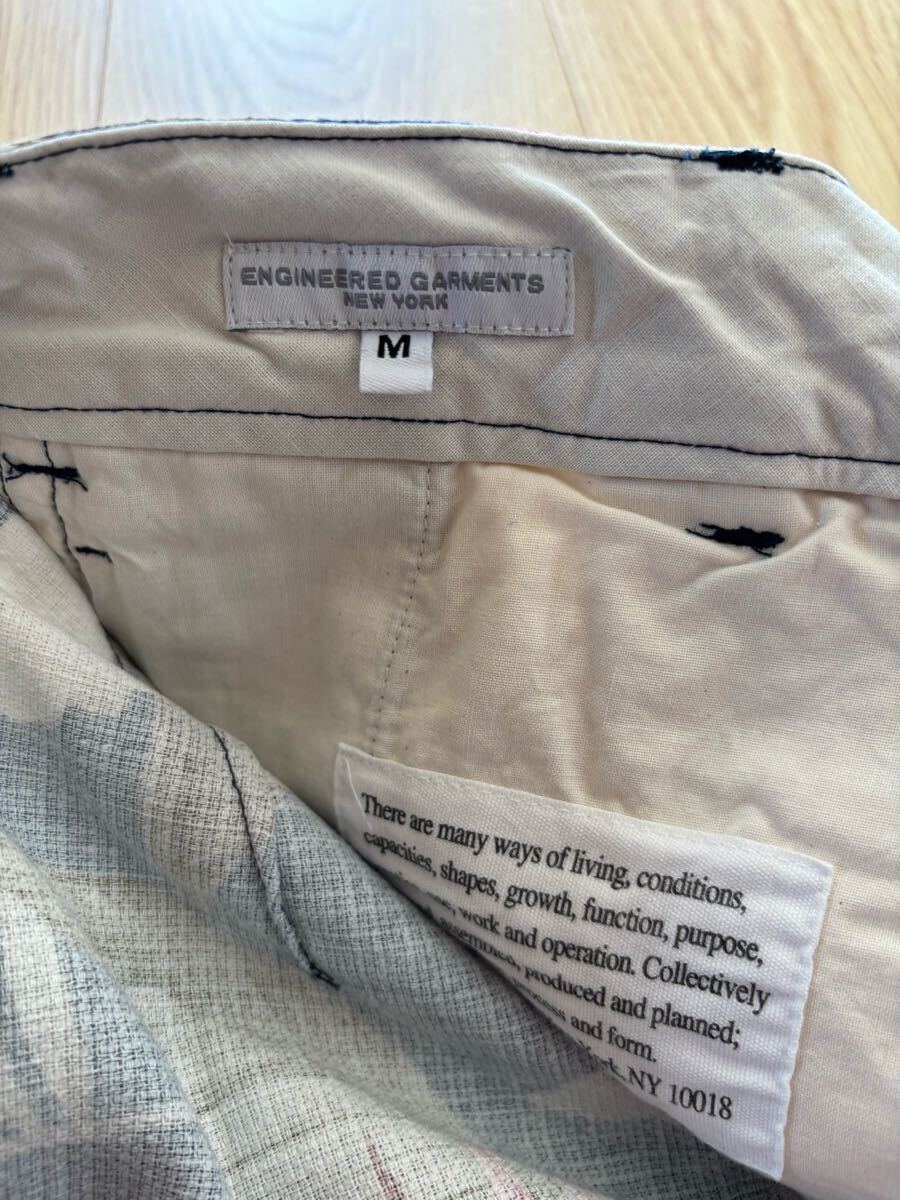 ENGINEERED GARMENTS
NEW YORK
M
There are many ways of living, conditions,
capacities, shapes, growth, function, purpose,
work and operation. Collectively
produced and planned;
and form.
NY 10018